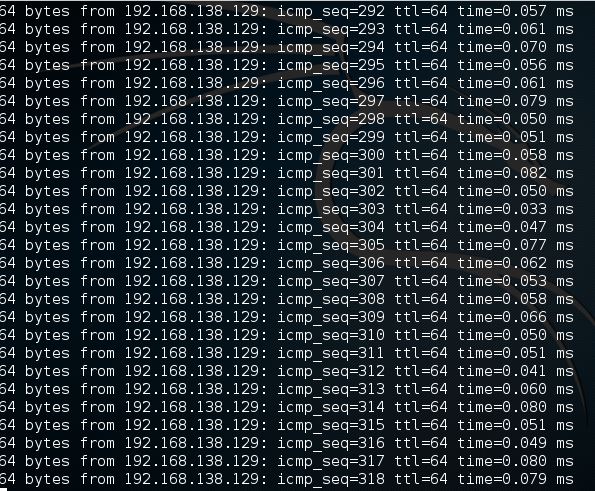 64 bytes from 192.168.138.129: icmp_seq=292 ttl=64 time=0.057 ms
64 bytes from 192.168.138.129: icmp_seq=293 ttl=64 time=0.061 ms
64 bytes from 192.168.138.129: icmp_seq=294 ttl=64 time=0.070 ms
64 bytes from 192.168.138.129: icmp_seq=295 ttl=64 time=0.056 ms
64 bytes from 192.168.138.129: icmp_seq=296 ttl=64 time=0.061 ms
64 bytes from 192.168.138.129: icmp_seq=297 ttl=64 time=0.079 ms
64 bytes from 192.168.138.129: icmp_seq=298 ttl=64 time=0.050 ms
64 bytes from 192.168.138.129: icmp_seq=299 ttl=64 time=0.051 ms
64 bytes from 192.168.138.129: icmp_seq=300 ttl=64 time=0.058 ms
64 bytes from 192.168.138.129: icmp_seq=301 ttl=64 time=0.082 ms
64 bytes from 192.168.138.129: icmp_seq=302 ttl=64 time=0.050 ms
64 bytes from 192.168.138.129: icmp_seq=303 ttl=64 time=0.033 ms
64 bytes from 192.168.138.129: icmp_seq=304 ttl=64 time=0.047 ms
64 bytes from 192.168.138.129: icmp_seq=305 ttl=64 time=0.077 ms
64 bytes from 192.168.138.129: icmp_seq=306 ttl=64 time=0.062 ms
64 bytes from 192.168.138.129: icmp_seq=307 ttl=64 time=0.053 ms
64 bytes from 192.168.138.129: icmp_seq=308 ttl=64 time=0.058 ms
64 bytes from 192.168.138.129: icmp_seq=309 ttl=64 time=0.066 ms
64 bytes from 192.168.138.129: icmp_seq=310 ttl=64 time=0.050 ms
64 bytes from 192.168.138.129: icmp_seq=311 ttl=64 time=0.051 ms
64 bytes from 192.168.138.129: icmp_seq=312 ttl=64 time=0.041 ms
64 bytes from 192.168.138.129: icmp_seq=313 ttl=64 time=0.060 ms
64 bytes from 192.168.138.129: icmp_seq=314 ttl=64 time=0.080 ms
64 bytes from 192.168.138.129: icmp_seq=315 ttl=64 time=0.051 ms
64 bytes from 192.168.138.129: icmp_seq=316 ttl=64 time=0.049 ms
64 bytes from 192.168.138.129: icmp_seq=317 ttl=64 time=0.080 ms
64 bytes from 192.168.138.129: icmp_seq=318 ttl=64 time=0.079 ms